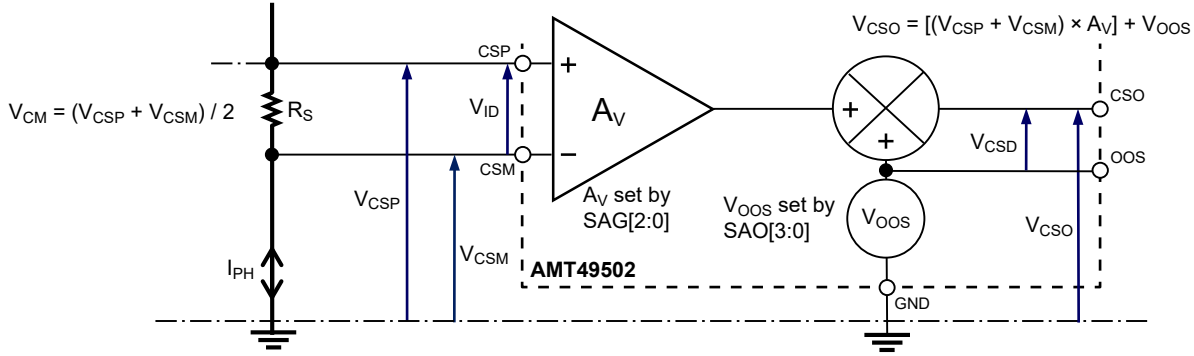 V_CSO = [(V_CSP + V_CSM) × A_V] + V_OOS
CSP
+
V_CM = (V_CSP + V_CSM) / 2
R_S
V_ID
A_V
+
CSO
+
V_CSD
OOS
CSM
−
V_CSP
A_V set by
SAG[2:0]
V_OOS set by
SAO[3:0]
V_OOS
V_CSO
V_CSM
I_PH
AMT49502
GND